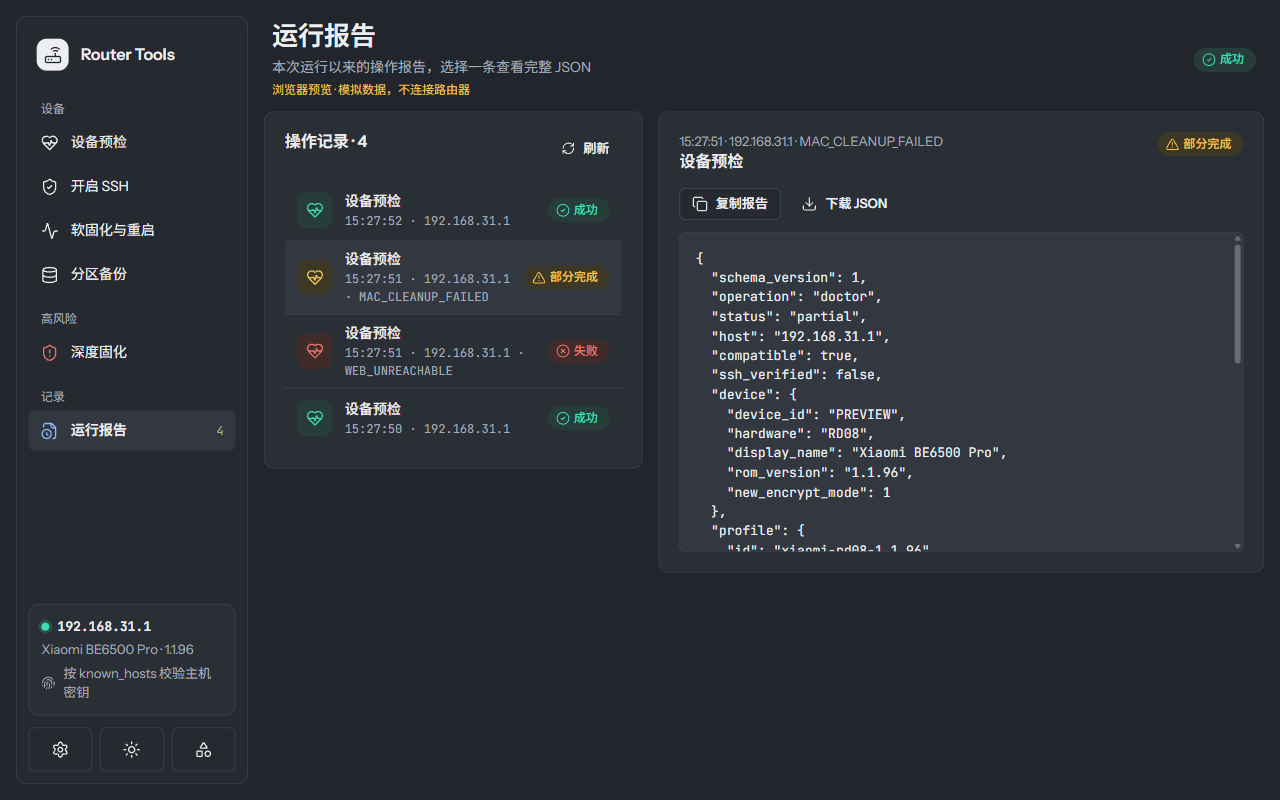 Router Tools
设备
设备预检
开启 SSH
软固化与重启
分区备份
高风险
深度固化
记录
运行报告 4
192.168.31.1
Xiaomi BE6500 Pro · 1.1.96
按 known_hosts 校验主机
密钥
运行报告
本次运行以来的操作报告，选择一条查看完整 JSON
浏览器预览 · 模拟数据，不连接路由器
成功
操作记录 · 4
刷新
设备预检
15:27:52 · 192.168.31.1
成功
设备预检
15:27:51 · 192.168.31.1
· MAC_CLEANUP_FAILED
部分完成
设备预检
15:27:51 · 192.168.31.1 ·
WEB_UNREACHABLE
失败
设备预检
15:27:50 · 192.168.31.1
成功
15:27:51 · 192.168.31.1 · MAC_CLEANUP_FAILED
设备预检
部分完成
复制报告
下载 JSON
{
"schema_version": 1,
"operation": "doctor",
"status": "partial",
"host": "192.168.31.1",
"compatible": true,
"ssh_verified": false,
"device": {
"device_id": "PREVIEW",
"hardware": "RD08",
"display_name": "Xiaomi BE6500 Pro",
"rom_version": "1.1.96",
"new_encrypt_mode": 1
},
"profile": {
"id": "xiaomi-rd08-1.1.96"